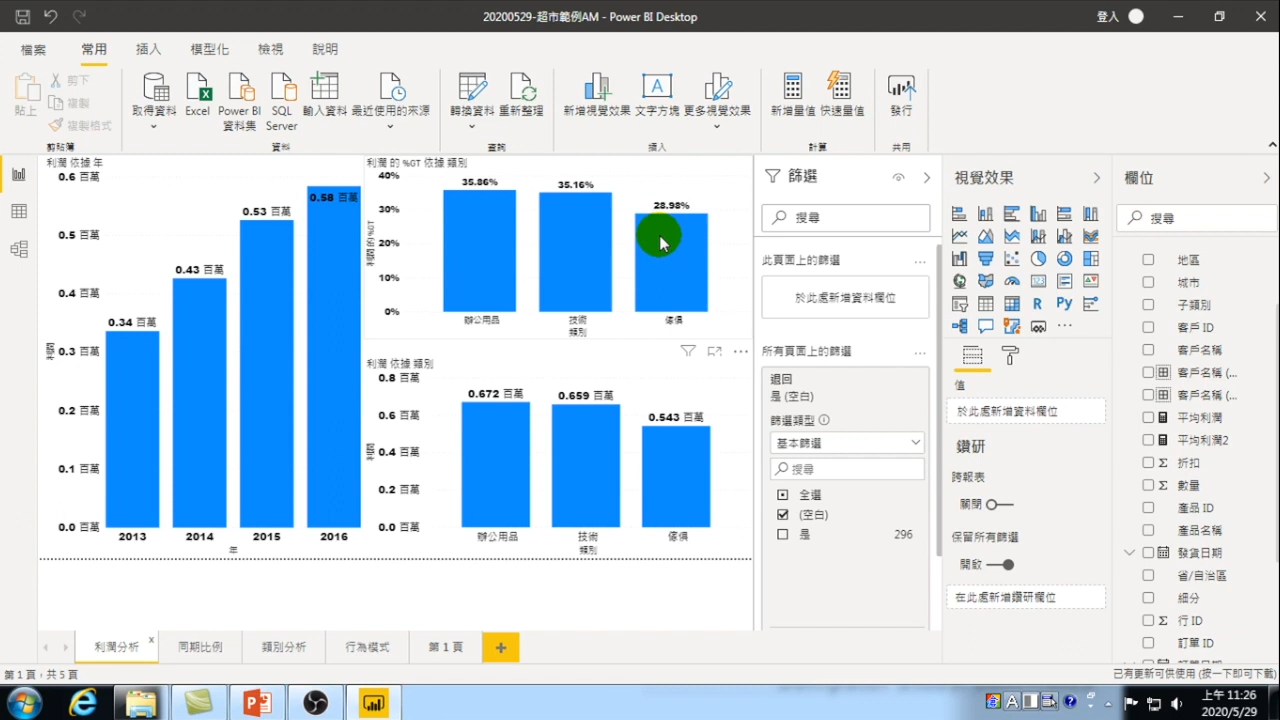 20200529-超市範例AM - Power BI Desktop
登入
檔案 常用 插入 模型化 檢視 說明
貼上
剪下
複製
複製格式
剪貼簿
取得資料
Excel
Power BI 資料集
SQL Server
輸入資料
最近使用的來源
資料
轉換資料
重新整理
查詢
新增視覺效果
文字方塊
更多視覺效果
插入
新增量值
快速量值
計算
發行
共用
利潤 依據 年
0.6 百萬
0.5 百萬
0.4 百萬
0.3 百萬
0.2 百萬
0.1 百萬
0.0 百萬
利潤
0.34 百萬
0.43 百萬
0.53 百萬
0.58 百萬
2013 2014 2015 2016
年
利潤 的 %GT 依據 類別
40%
30%
20%
10%
0%
利潤 的 %GT
35.86%
35.16%
28.98%
辦公用品 技術 傢俱
類別
利潤 依據 類別
0.8 百萬
0.6 百萬
0.4 百萬
0.2 百萬
0.0 百萬
利潤
0.672 百萬
0.659 百萬
0.543 百萬
辦公用品 技術 傢俱
類別
篩選
搜尋
此頁面上的篩選 ...
於此處新增資料欄位
所有頁面上的篩選 ...
退回
是 (空白)
篩選類型
基本篩選
搜尋
全選
(空白)
是 296
視覺效果
R Py
值
於此處新增資料欄位
鑽研
跨報表
關閉
保留所有篩選
開啟
在此處新增鑽研欄位
欄位
搜尋
地區
城市
子類別
客戶 ID
客戶名稱
客戶名稱 (...
客戶名稱 (...
平均利潤
平均利潤2
Σ 折扣
Σ 數量
產品 ID
產品名稱
發貨日期
省/自治區
細分
Σ 行 ID
訂單 ID
訂單日期
利潤分析 x 同期比例 類別分析 行為模式 第 1 頁 +
第 1 頁，共 5 頁
已有更新可供使用 (按一下即可下載)
上午 11:26
2020/5/29